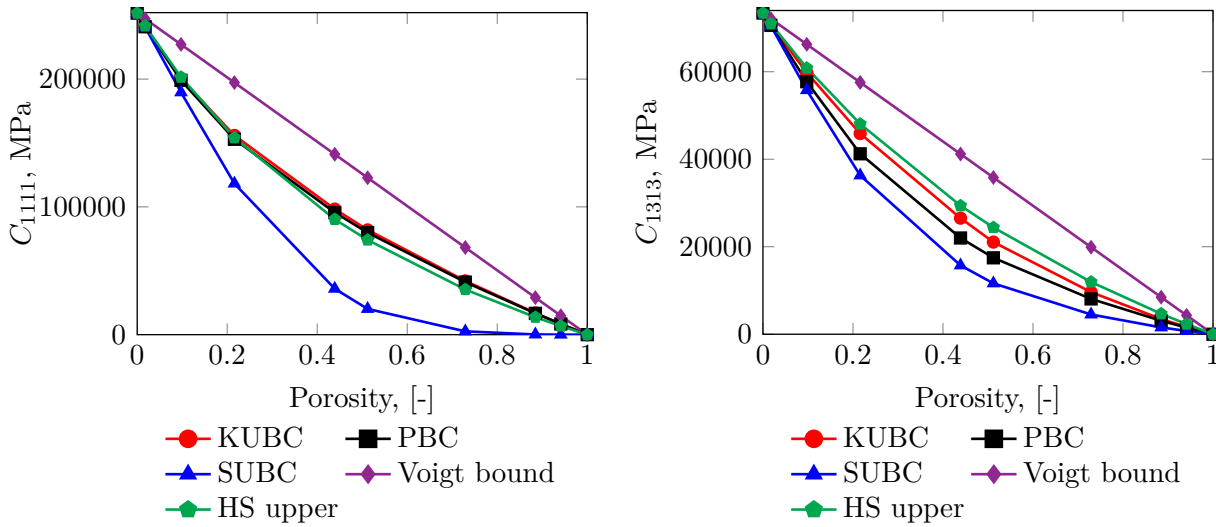 200000
100000
0
C1111, MPa
0 0.2 0.4 0.6 0.8 1
Porosity, [-]
KUBC PBC
SUBC Voigt bound
HS upper
60000
40000
20000
0
C1313, MPa
0 0.2 0.4 0.6 0.8 1
Porosity, [-]
KUBC PBC
SUBC Voigt bound
HS upper